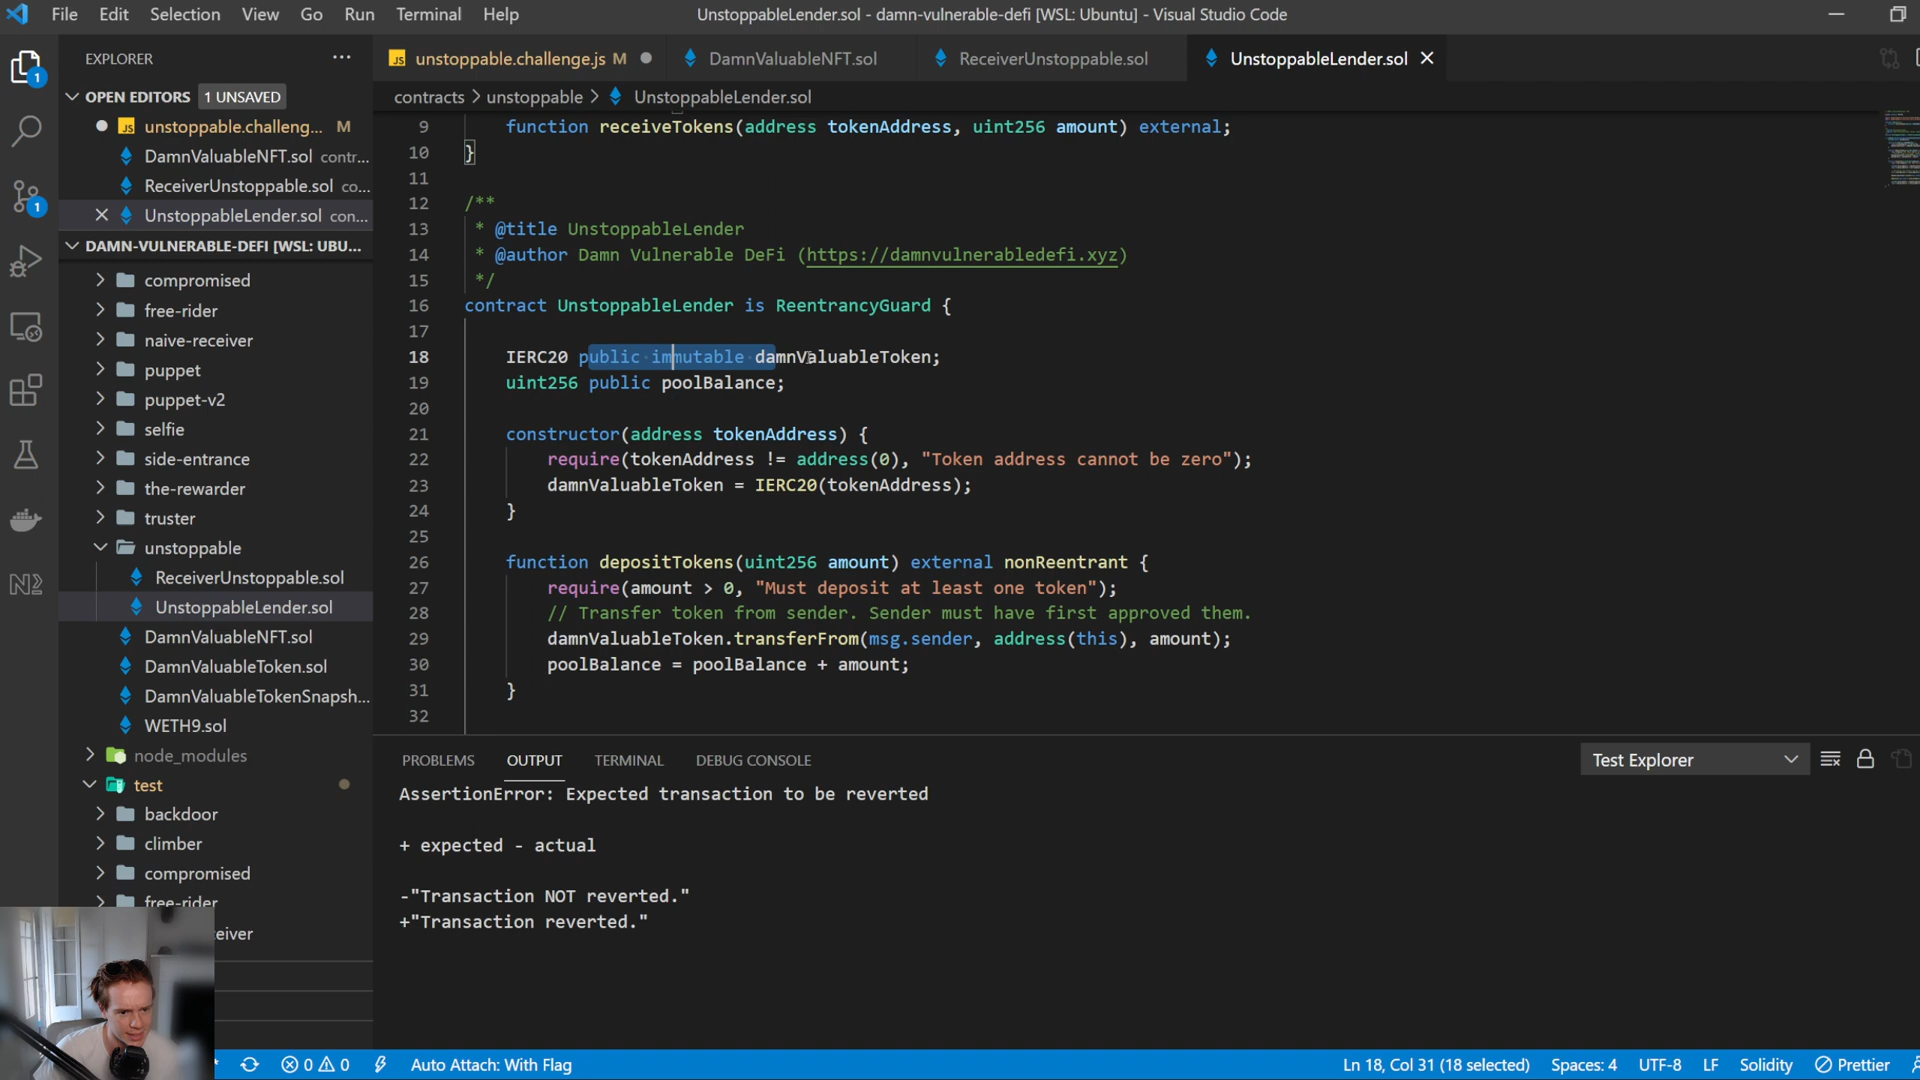 File Edit Selection View Go Run Terminal Help
UnstoppableLender.sol - damn-vulnerable-defi [WSL: Ubuntu] - Visual Studio Code
EXPLORER
OPEN EDITORS 1 UNSAVED
unstoppable.challeng... M
DamnValuableNFT.sol contr...
ReceiverUnstoppable.sol co...
UnstoppableLender.sol con...
DAMN-VULNERABLE-DEFI [WSL: UBU...
compromised
free-rider
naive-receiver
puppet
puppet-v2
selfie
side-entrance
the-rewarder
truster
unstoppable
ReceiverUnstoppable.sol
UnstoppableLender.sol
DamnValuableNFT.sol
DamnValuableToken.sol
DamnValuableTokenSnapsh...
WETH9.sol
node_modules
test
backdoor
climber
compromised
free-rider
eiver
1
1
unstoppable.challenge.js M
DamnValuableNFT.sol
ReceiverUnstoppable.sol
UnstoppableLender.sol
contracts > unstoppable > UnstoppableLender.sol
9 function receiveTokens(address tokenAddress, uint256 amount) external;
10 }
11
12 /**
13 * @title UnstoppableLender
14 * @author Damn Vulnerable DeFi (https://damnvulnerabledefi.xyz)
15 */
16 contract UnstoppableLender is ReentrancyGuard {
17
18 IERC20 public immutable damnValuableToken;
19 uint256 public poolBalance;
20
21 constructor(address tokenAddress) {
22 require(tokenAddress != address(0), "Token address cannot be zero");
23 damnValuableToken = IERC20(tokenAddress);
24 }
25
26 function depositTokens(uint256 amount) external nonReentrant {
27 require(amount > 0, "Must deposit at least one token");
28 // Transfer token from sender. Sender must have first approved them.
29 damnValuableToken.transferFrom(msg.sender, address(this), amount);
30 poolBalance = poolBalance + amount;
31 }
32
PROBLEMS OUTPUT TERMINAL DEBUG CONSOLE
Test Explorer
AssertionError: Expected transaction to be reverted
+ expected - actual
-"Transaction NOT reverted."
+"Transaction reverted."
0 0 Auto Attach: With Flag
Ln 18, Col 31 (18 selected) Spaces: 4 UTF-8 LF Solidity Prettier